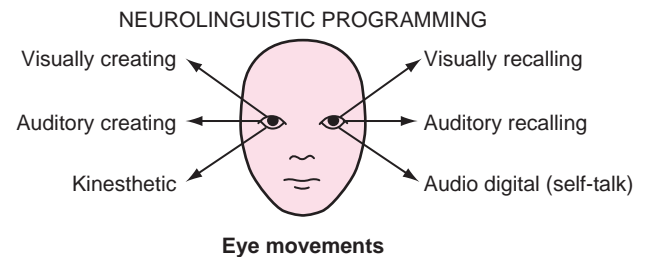 NEUROLINGUISTIC PROGRAMMING
Visually creating
Visually recalling
Auditory creating
Auditory recalling
Kinesthetic
Audio digital (self-talk)
Eye movements